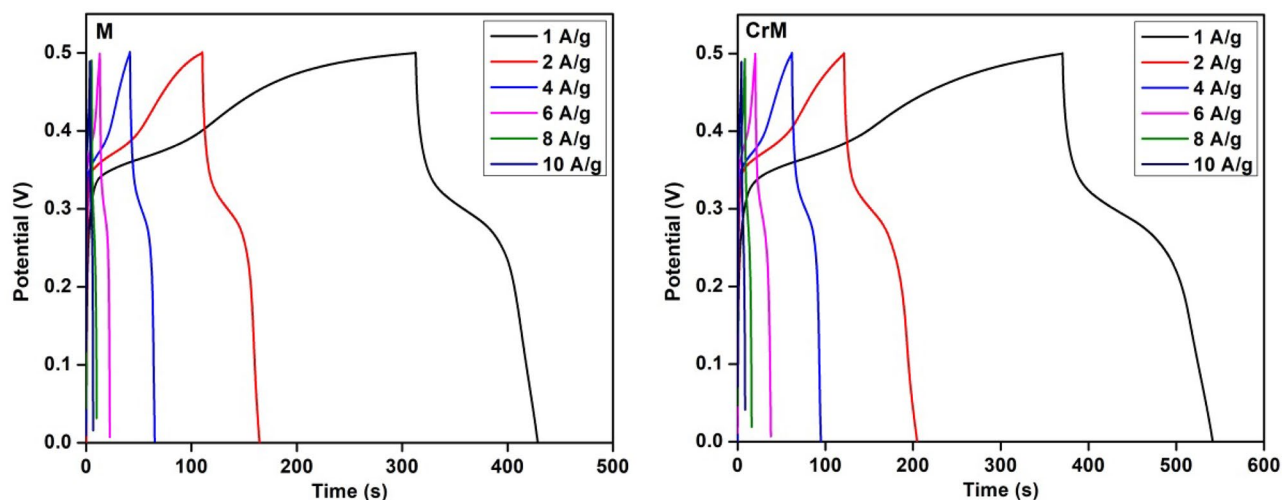 M
1 A/g
2 A/g
4 A/g
6 A/g
8 A/g
10 A/g
0.5
0.4
0.3
0.2
0.1
0.0
Potential (V)
0 100 200 300 400 500
Time (s)
CrM
1 A/g
2 A/g
4 A/g
6 A/g
8 A/g
10 A/g
0.5
0.4
0.3
0.2
0.1
0.0
Potential (V)
0 100 200 300 400 500 600
Time (s)